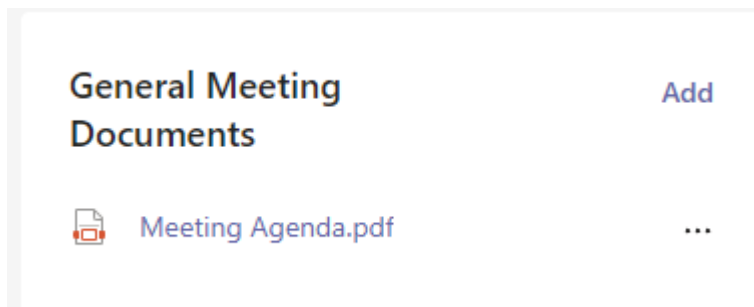 General Meeting
Documents
Add
Meeting Agenda.pdf
...